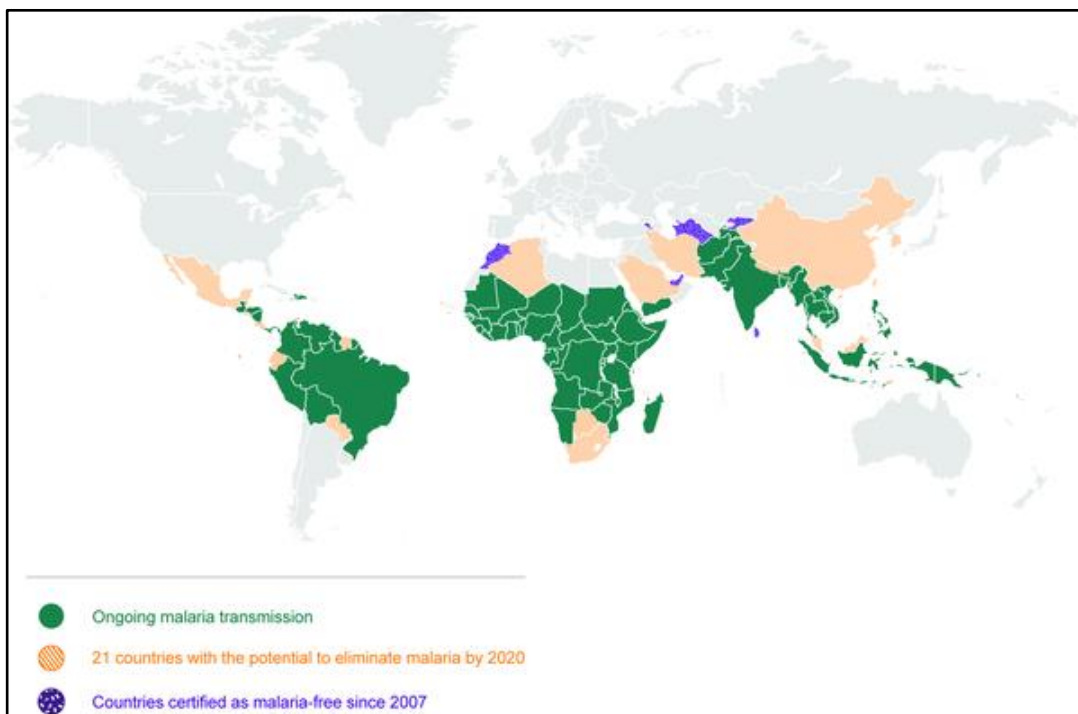 Ongoing malaria transmission
21 countries with the potential to eliminate malaria by 2020
Countries certified as malaria-free since 2007